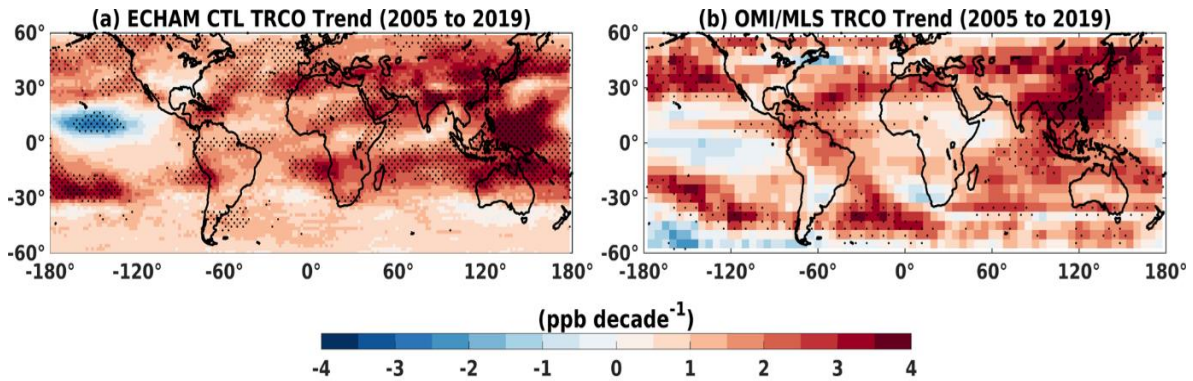 (a) ECHAM CTL TRCO Trend (2005 to 2019)
(b) OMI/MLS TRCO Trend (2005 to 2019)
60°
30°
0°
-30°
-60°
-180° -120° -60° 0° 60° 120° 180°
60°
30°
0°
-30°
-60°
-180° -120° -60° 0° 60° 120° 180°
(ppb decade⁻¹)
-4 -3 -2 -1 0 1 2 3 4